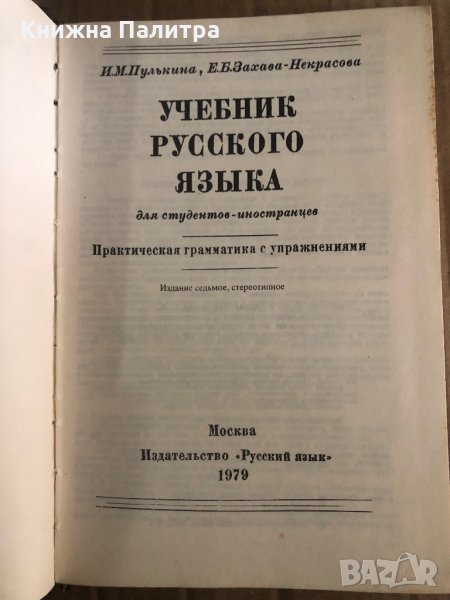 Книжна Палитра
И.М.Пулькина, Е.Б.Захава-Некрасова
УЧЕБНИК
РУССКОГО
ЯЗЫКА
для студентов-иностранцев
Практическая грамматика с упражнениями
Издание седьмое, стереотипное
Москва
Издательство «Русский язык»
1979
BAZAR